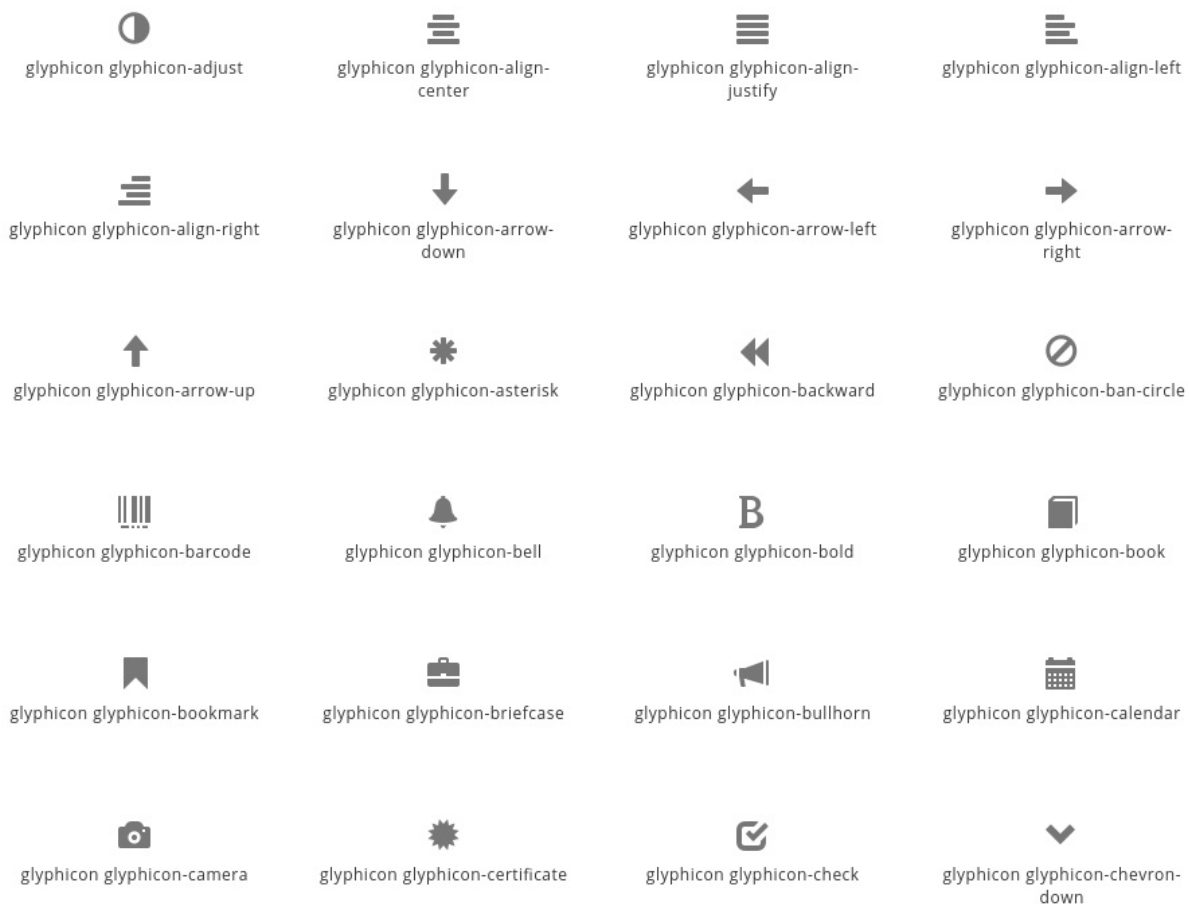 glyphicon glyphicon-adjust
glyphicon glyphicon-align-
center
glyphicon glyphicon-align-
justify
glyphicon glyphicon-align-left
glyphicon glyphicon-align-right
glyphicon glyphicon-arrow-
down
glyphicon glyphicon-arrow-left
glyphicon glyphicon-arrow-
right
glyphicon glyphicon-arrow-up
glyphicon glyphicon-asterisk
glyphicon glyphicon-backward
glyphicon glyphicon-ban-circle
glyphicon glyphicon-barcode
glyphicon glyphicon-bell
B
glyphicon glyphicon-bold
glyphicon glyphicon-book
glyphicon glyphicon-bookmark
glyphicon glyphicon-briefcase
glyphicon glyphicon-bullhorn
glyphicon glyphicon-calendar
glyphicon glyphicon-camera
glyphicon glyphicon-certificate
glyphicon glyphicon-check
glyphicon glyphicon-chevron-
down